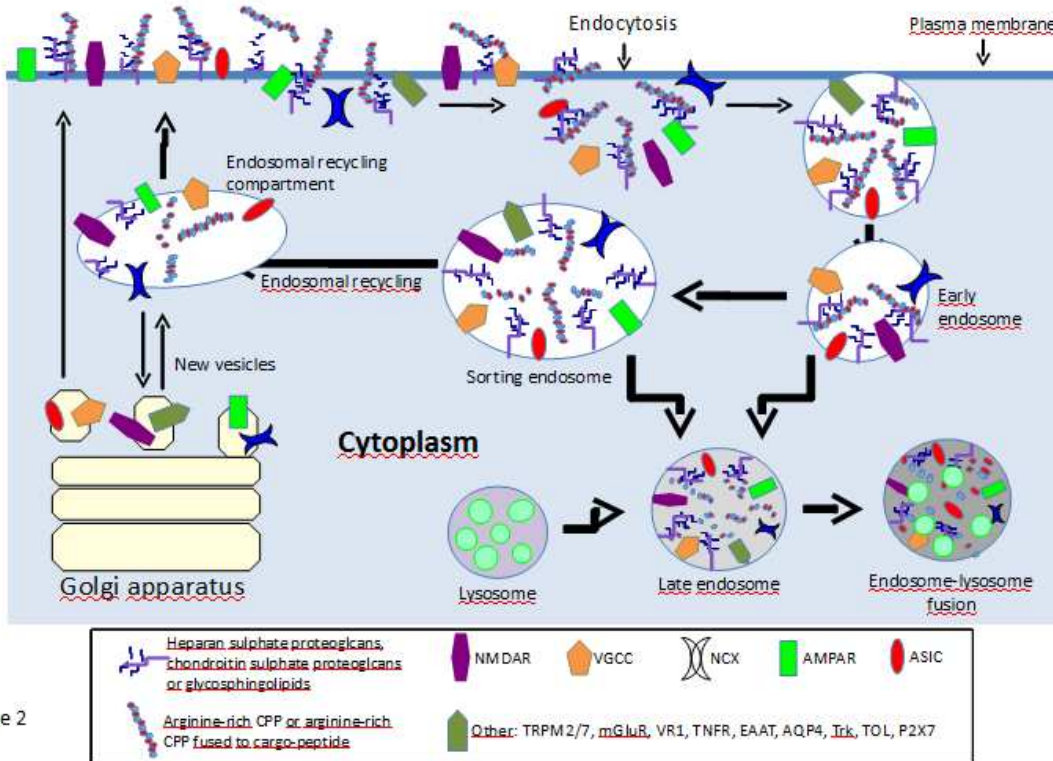 Endocytosis
Plasma membrane
Endosomal recycling
compartment
Endosomal recycling
Early
endosome
New vesicles
Sorting endosome
Cytoplasm
Golgi apparatus
Lysosome
Late endosome
Endosome-lysosome
fusion
Heparan sulphate proteoglcans,
chondroitin sulphate proteoglcans
or glycosphingolipids
NMDAR
VGCC
NCX
AMPAR
ASIC
Arginine-rich CPP or arginine-rich
CPP fused to cargo-peptide
Other: TRPM2/7, mGluR, VR1, TNFR, EAAT, AQP4, Trk, TOL, P2X7
e 2